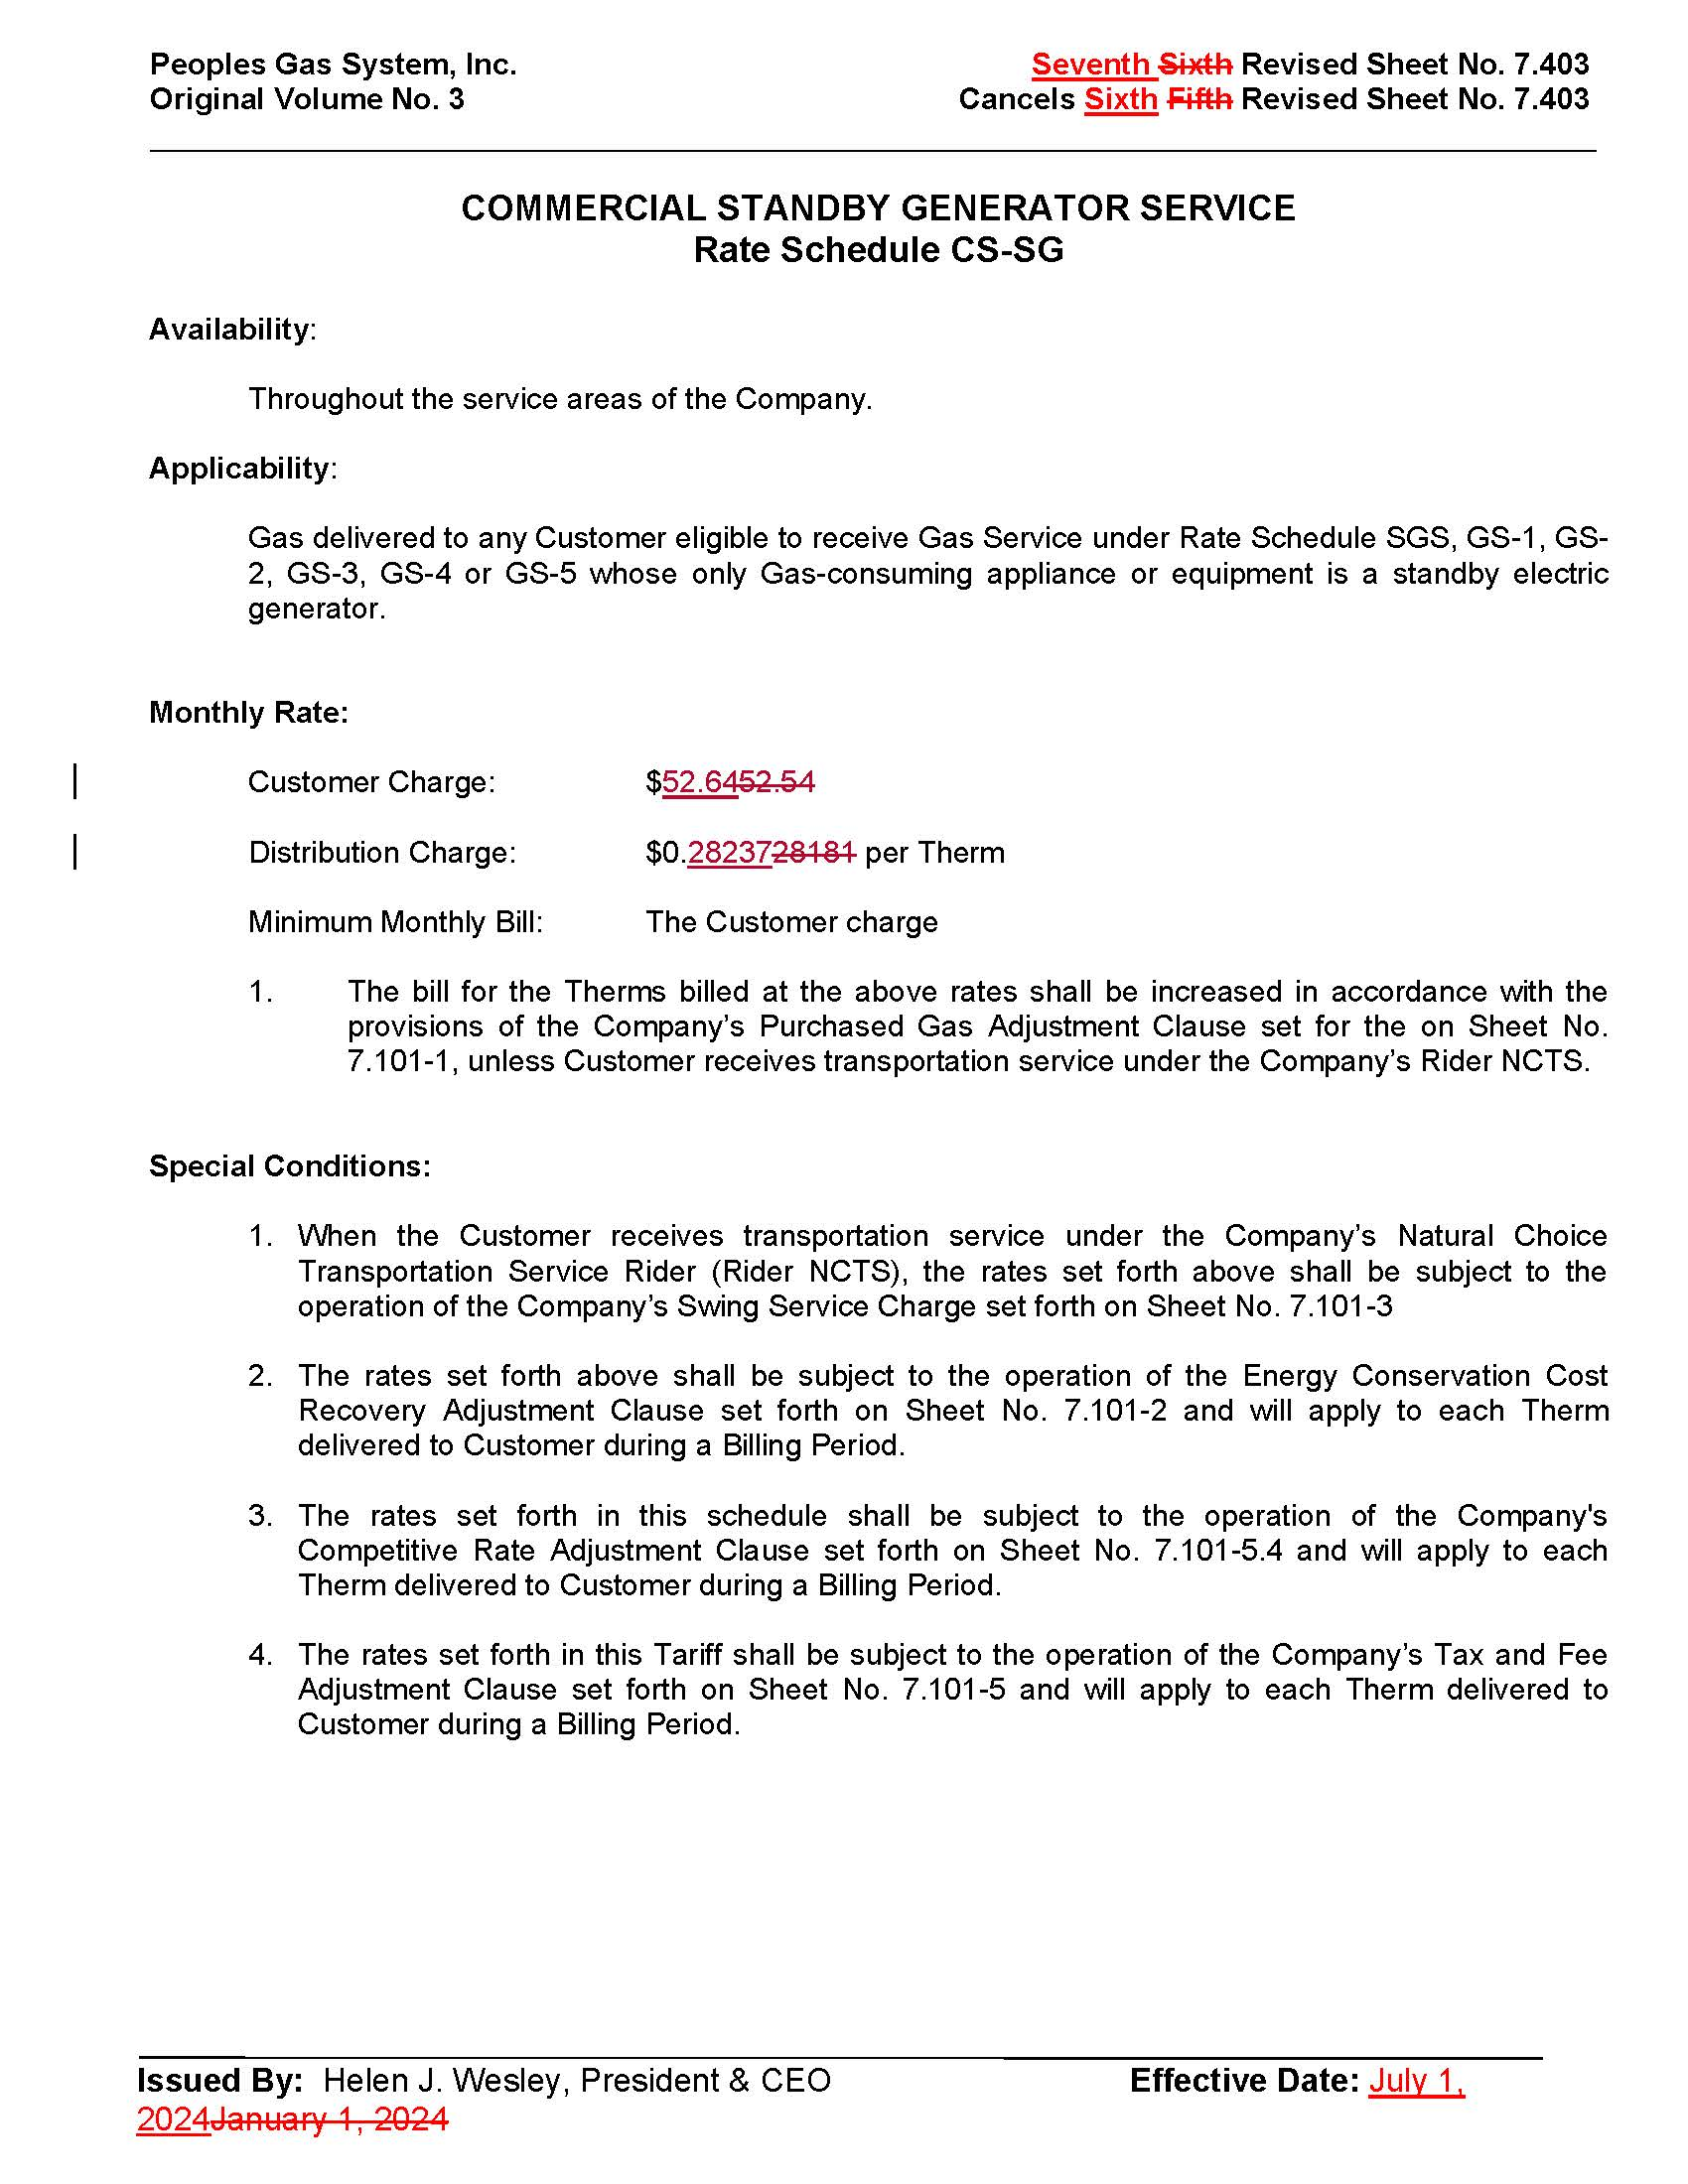 Peoples Gas System, Inc.
Original Volume No. 3
Seventh Sixth Revised Sheet No. 7.403
Cancels Sixth Fifth Revised Sheet No. 7.403
COMMERCIAL STANDBY GENERATOR SERVICE
Rate Schedule CS-SG
Availability:
Throughout the service areas of the Company.
Applicability:
Gas delivered to any Customer eligible to receive Gas Service under Rate Schedule SGS, GS-1, GS-
2, GS-3, GS-4 or GS-5 whose only Gas-consuming appliance or equipment is a standby electric
generator.
Monthly Rate:
Customer Charge: $52.6452.54
Distribution Charge: $0.2823728181 per Therm
Minimum Monthly Bill: The Customer charge
1. The bill for the Therms billed at the above rates shall be increased in accordance with the
provisions of the Company’s Purchased Gas Adjustment Clause set for the on Sheet No.
7.101-1, unless Customer receives transportation service under the Company’s Rider NCTS.
Special Conditions:
1. When the Customer receives transportation service under the Company’s Natural Choice
Transportation Service Rider (Rider NCTS), the rates set forth above shall be subject to the
operation of the Company’s Swing Service Charge set forth on Sheet No. 7.101-3
2. The rates set forth above shall be subject to the operation of the Energy Conservation Cost
Recovery Adjustment Clause set forth on Sheet No. 7.101-2 and will apply to each Therm
delivered to Customer during a Billing Period.
3. The rates set forth in this schedule shall be subject to the operation of the Company's
Competitive Rate Adjustment Clause set forth on Sheet No. 7.101-5.4 and will apply to each
Therm delivered to Customer during a Billing Period.
4. The rates set forth in this Tariff shall be subject to the operation of the Company’s Tax and Fee
Adjustment Clause set forth on Sheet No. 7.101-5 and will apply to each Therm delivered to
Customer during a Billing Period.
Issued By: Helen J. Wesley, President & CEO Effective Date: July 1,
2024January 1, 2024